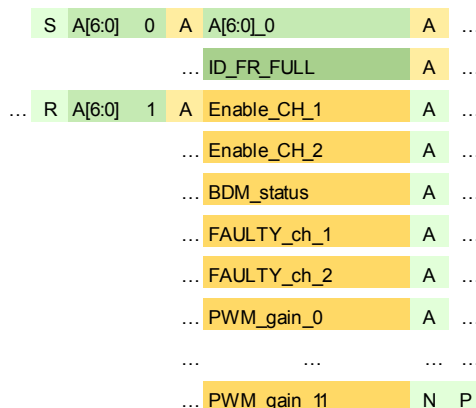 S A[6:0] 0 A A[6:0]_0 A …
… ID_FR_FULL A …
… R A[6:0] 1 A Enable_CH_1 A …
… Enable_CH_2 A …
… BDM_status A …
… FAULTY_ch_1 A …
… FAULTY_ch_2 A …
… PWM_gain_0 A …
… … … …
… PWM_gain_11 N P